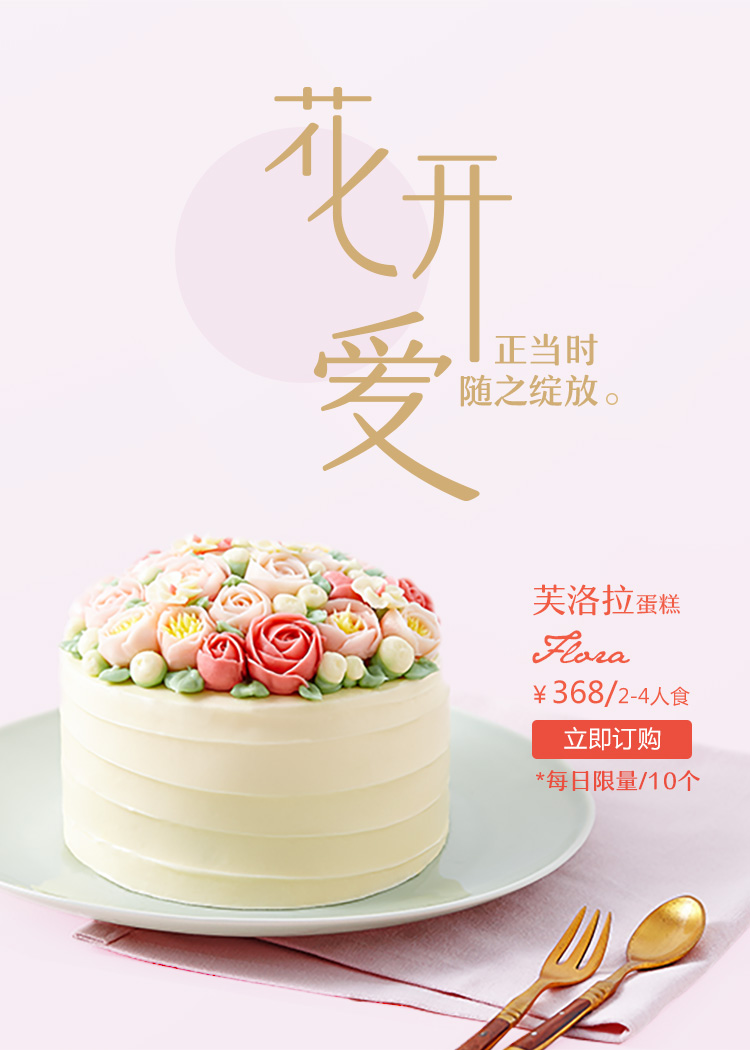 花开正当时
爱随之绽放。
芙洛拉蛋糕
Flora
¥368/2-4人食
立即订购
*每日限量/10个